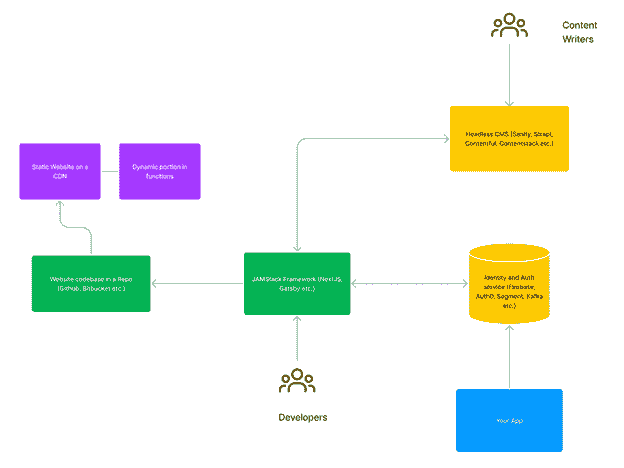 Content
Writers
Headless CMS (Sanity, Strapi,
Contentful, Contentstack etc.)
Static Website on a
CDN
Dynamic portion in
Functions
Website codebase in a Repo
(Github, Bitbucket etc.)
JAMStack Framework (NextJS,
Gatsby etc.)
Identity and Auth
provider (Firebase,
Auth0, Segment, Kafka
etc.)
Developers
Your App